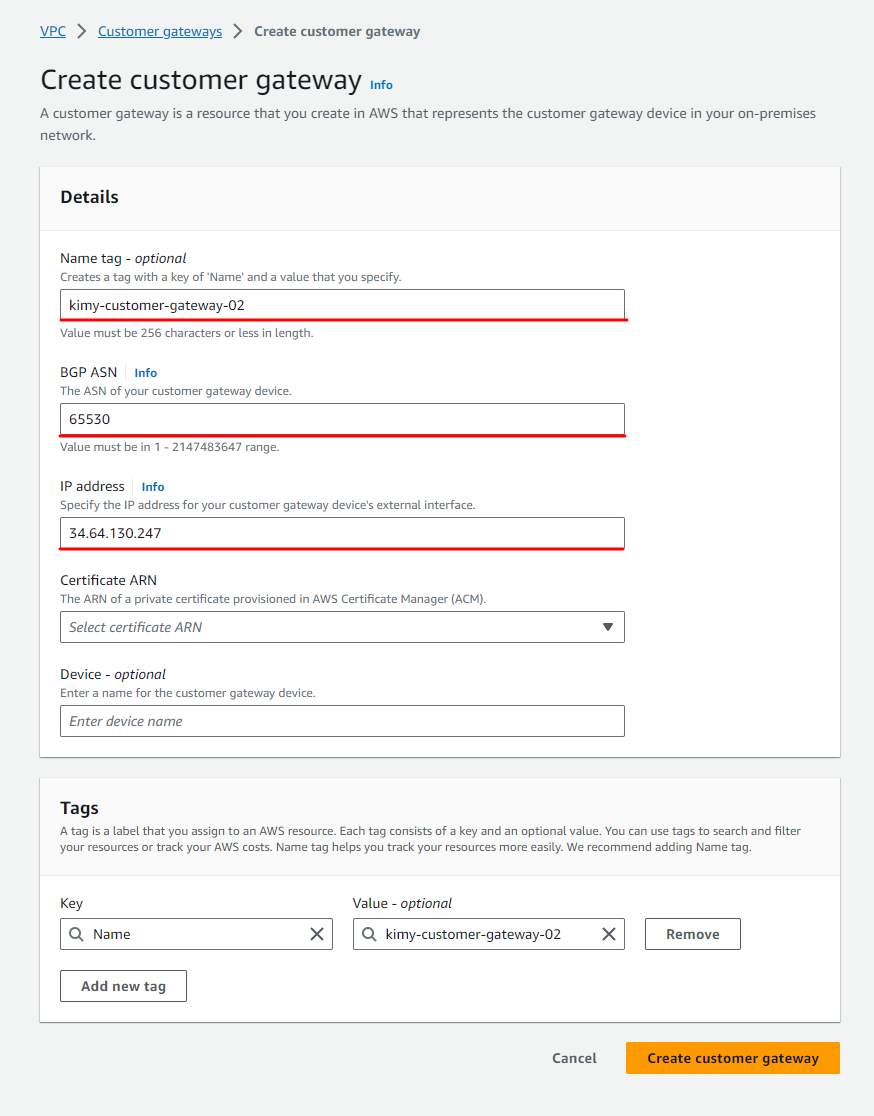 VPC > Customer gateways > Create customer gateway
Create customer gateway Info
A customer gateway is a resource that you create in AWS that represents the customer gateway device in your on-premises
network.
Details
Name tag - optional
Creates a tag with a key of 'Name' and a value that you specify.
kimy-customer-gateway-02
Value must be 256 characters or less in length.
BGP ASN Info
The ASN of your customer gateway device.
65530
Value must be in 1 - 2147483647 range.
IP address Info
Specify the IP address for your customer gateway device's external interface.
34.64.130.247
Certificate ARN
The ARN of a private certificate provisioned in AWS Certificate Manager (ACM).
Select certificate ARN
Device - optional
Enter a name for the customer gateway device.
Enter device name
Tags
A tag is a label that you assign to an AWS resource. Each tag consists of a key and an optional value. You can use tags to search and filter
your resources or track your AWS costs. Name tag helps you track your resources more easily. We recommend adding Name tag.
Key Value - optional
Name kimy-customer-gateway-02 Remove
Add new tag
Cancel Create customer gateway